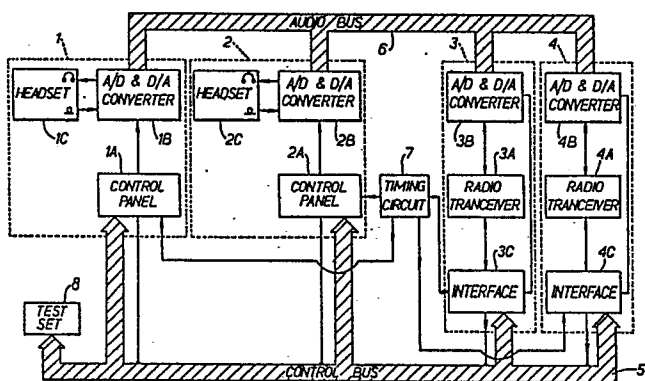 AUDIO BUS
6
1
HEADSET
1C
A/D & D/A CONVERTER
1B
1A
CONTROL PANEL
2
HEADSET
2C
A/D & D/A CONVERTER
2B
2A
CONTROL PANEL
7
TIMING CIRCUIT
3
A/D & D/A CONVERTER
3B
3A
RADIO TRANCEIVER
3C
INTERFACE
4
A/D & D/A CONVERTER
4B
4A
RADIO TRANCEIVER
4C
INTERFACE
8
TEST SET
CONTROL BUS
5